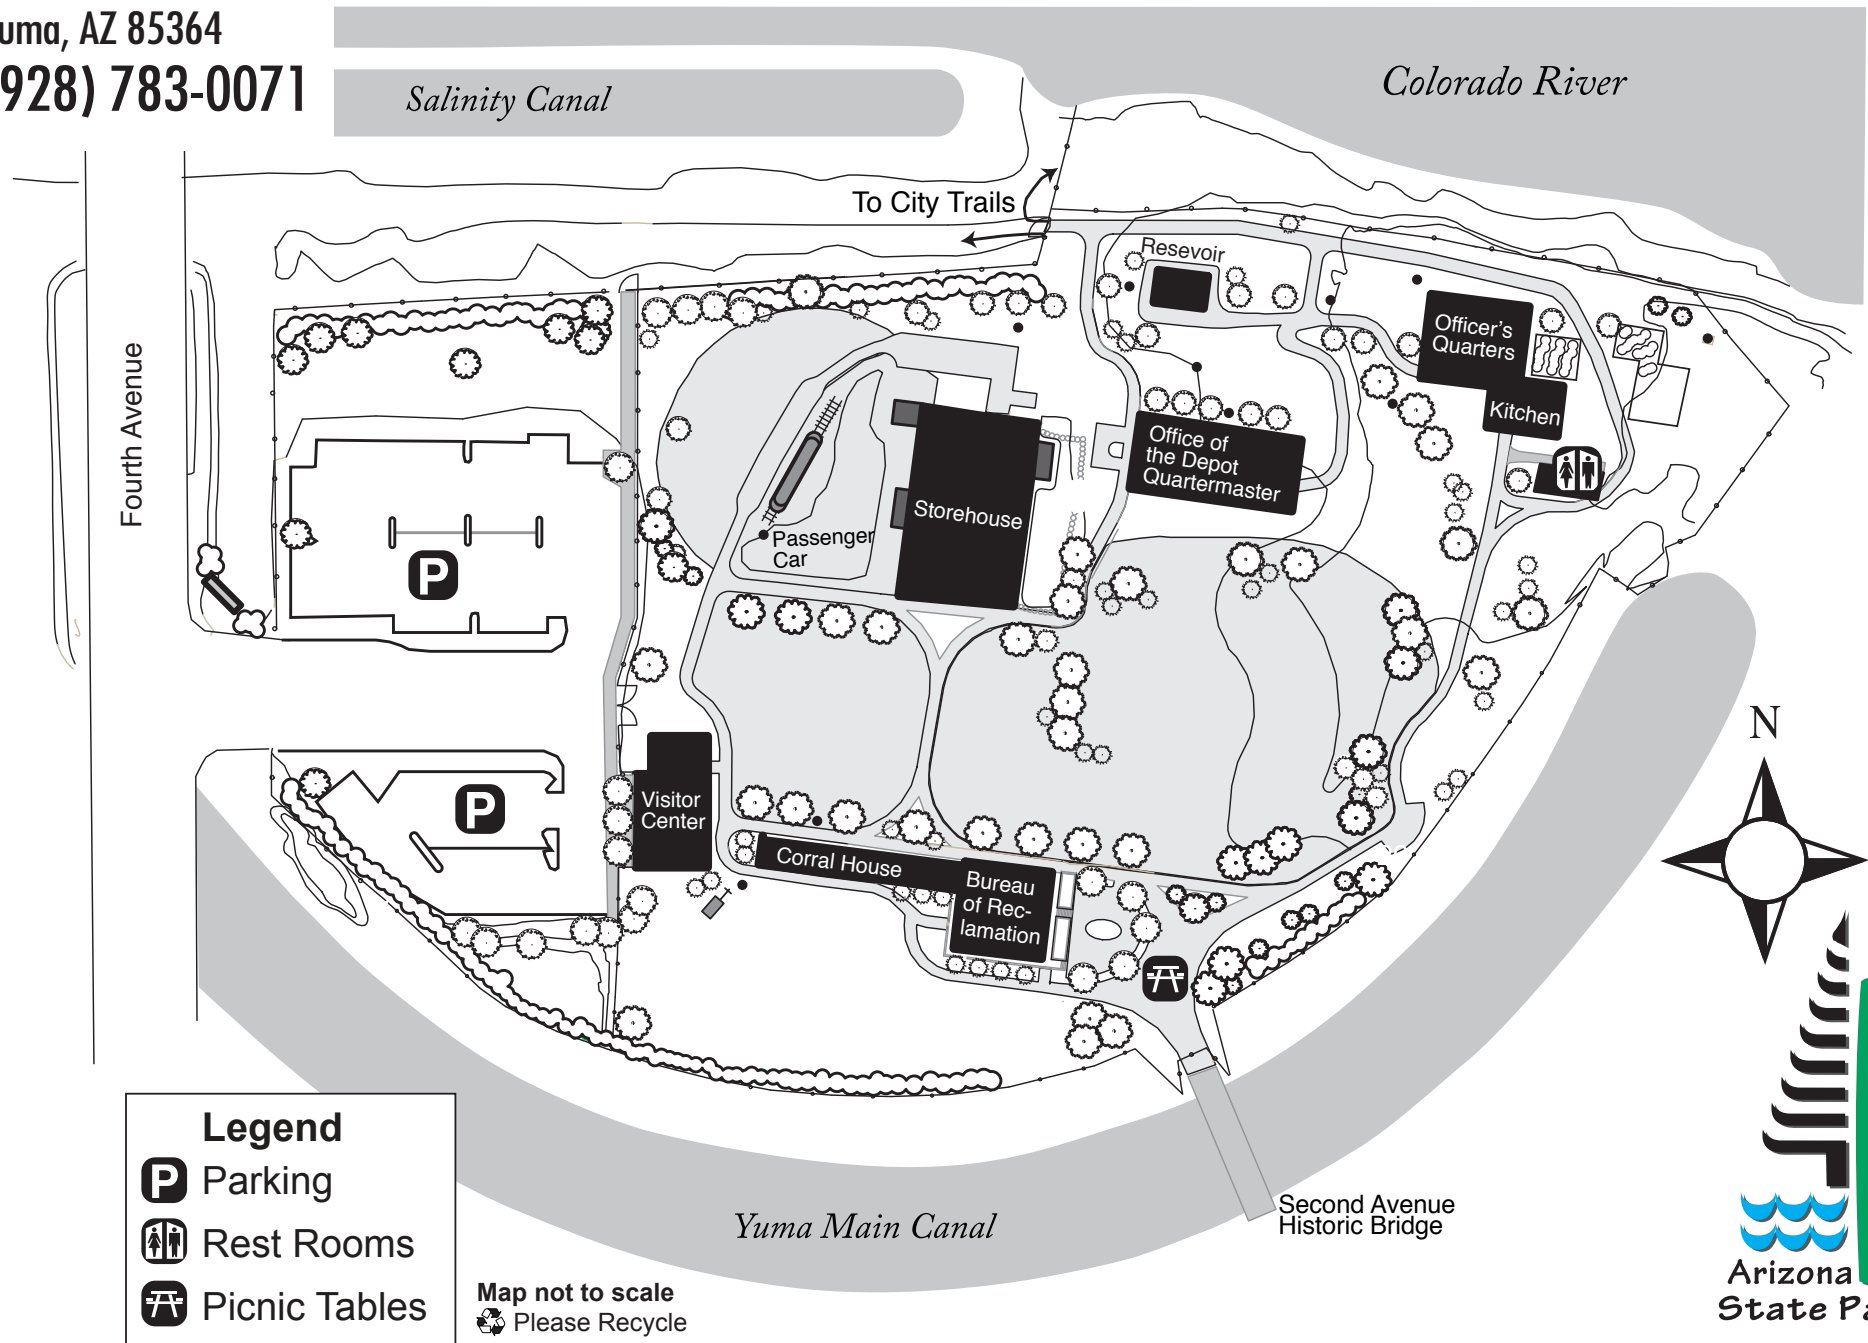 uma, AZ 85364
928) 783-0071
Salinity Canal
Colorado River
To City Trails
Resevoir
Fourth Avenue
Officer's
Quarters
Kitchen
Office of
the Depot
Quartermaster
Storehouse
Passenger
Car
P
P
N
Visitor
Center
Corral House
Bureau
of Rec-
lamation
Legend
P Parking
Rest Rooms
Picnic Tables
Yuma Main Canal
Second Avenue
Historic Bridge
Map not to scale
Please Recycle
Arizona
State Pa